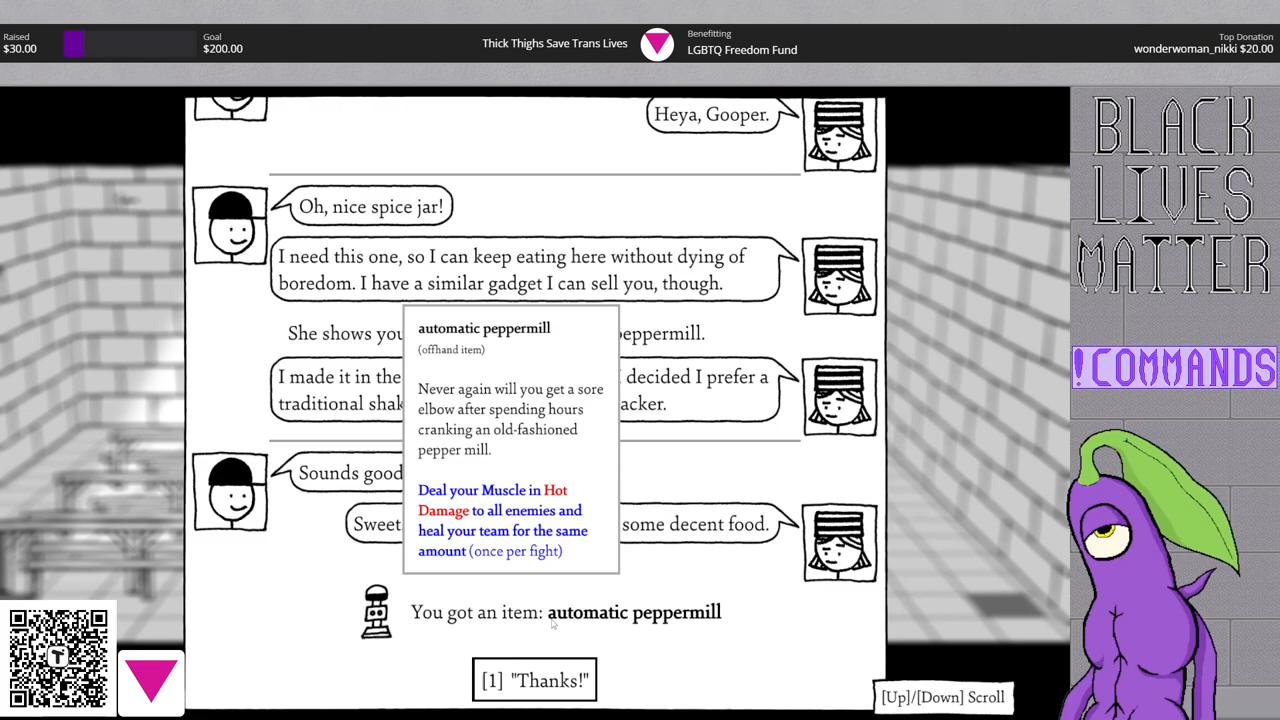 Raised
$30.00
Goal
$200.00
Thick Thighs Save Trans Lives
Benefitting
LGBTQ Freedom Fund
Top Donation
wonderwoman_nikki $20.00
Heya, Gooper.
Oh, nice spice jar!
I need this one, so I can keep eating here without dying of
boredom. I have a similar gadget I can sell you, though.
She shows you
peppermill.
I made it in the
decided I prefer a
traditional shak
acker.
Sounds good
Sweet
some decent food.
automatic peppermill
(offhand item)
Never again will you get a sore
elbow after spending hours
cranking an old-fashioned
pepper mill.
Deal your Muscle in Hot
Damage to all enemies and
heal your team for the same
amount (once per fight)
You got an item: automatic peppermill
[1] "Thanks!"
[Up]/[Down] Scroll
BLACK
LIVES
MATTER
!COMMANDS
T